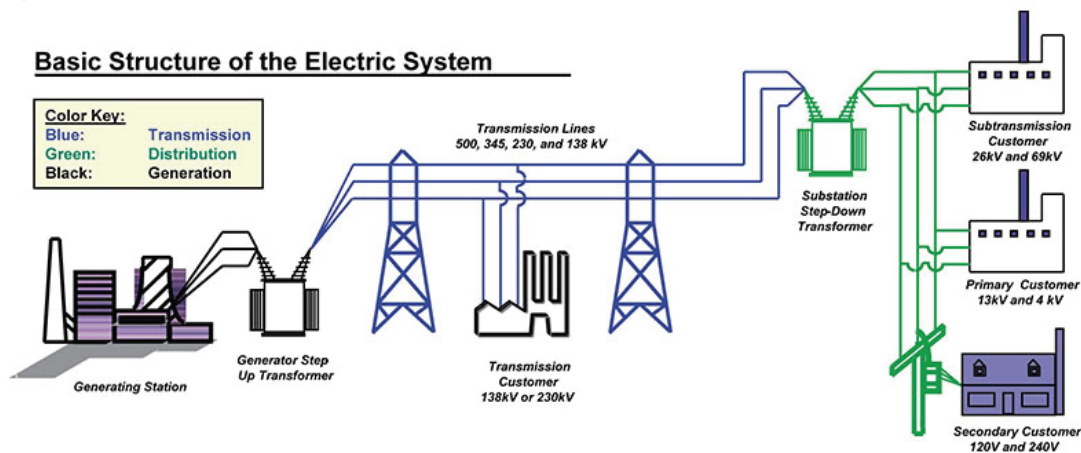 Basic Structure of the Electric System
Color Key:
Blue: Transmission
Green: Distribution
Black: Generation
Transmission Lines
500, 345, 230, and 138 kV
Substation
Step-Down
Transformer
Subtransmission
Customer
26kV and 69kV
Primary Customer
13kV and 4 kV
Generating Station
Generator Step
Up Transformer
Transmission
Customer
138kV or 230kV
Secondary Customer
120V and 240V